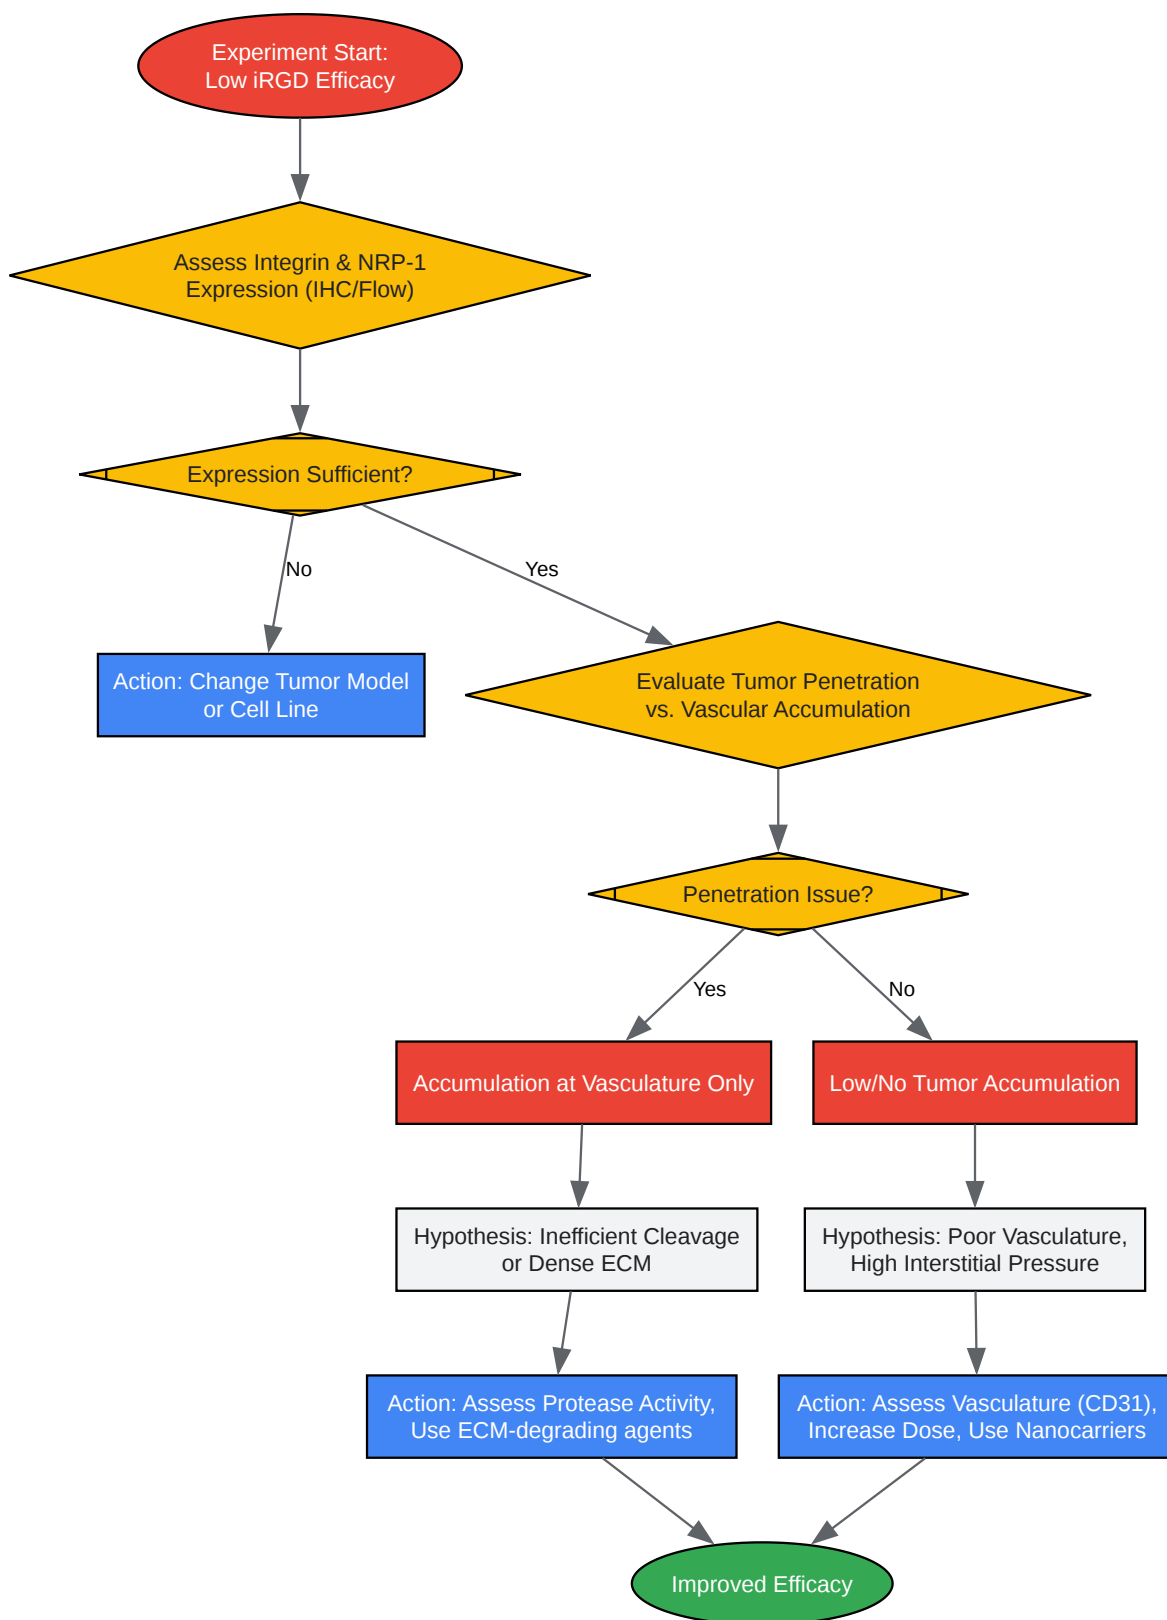 Experiment Start:
Low iRGD Efficacy
Assess Integrin & NRP-1
Expression (IHC/Flow)
Expression Sufficient?
No
Yes
Action: Change Tumor Model
or Cell Line
Evaluate Tumor Penetration
vs. Vascular Accumulation
Penetration Issue?
Yes
No
Accumulation at Vasculature Only
Low/No Tumor Accumulation
Hypothesis: Inefficient Cleavage
or Dense ECM
Hypothesis: Poor Vasculature,
High Interstitial Pressure
Action: Assess Protease Activity,
Use ECM-degrading agents
Action: Assess Vasculature (CD31),
Increase Dose, Use Nanocarriers
Improved Efficacy